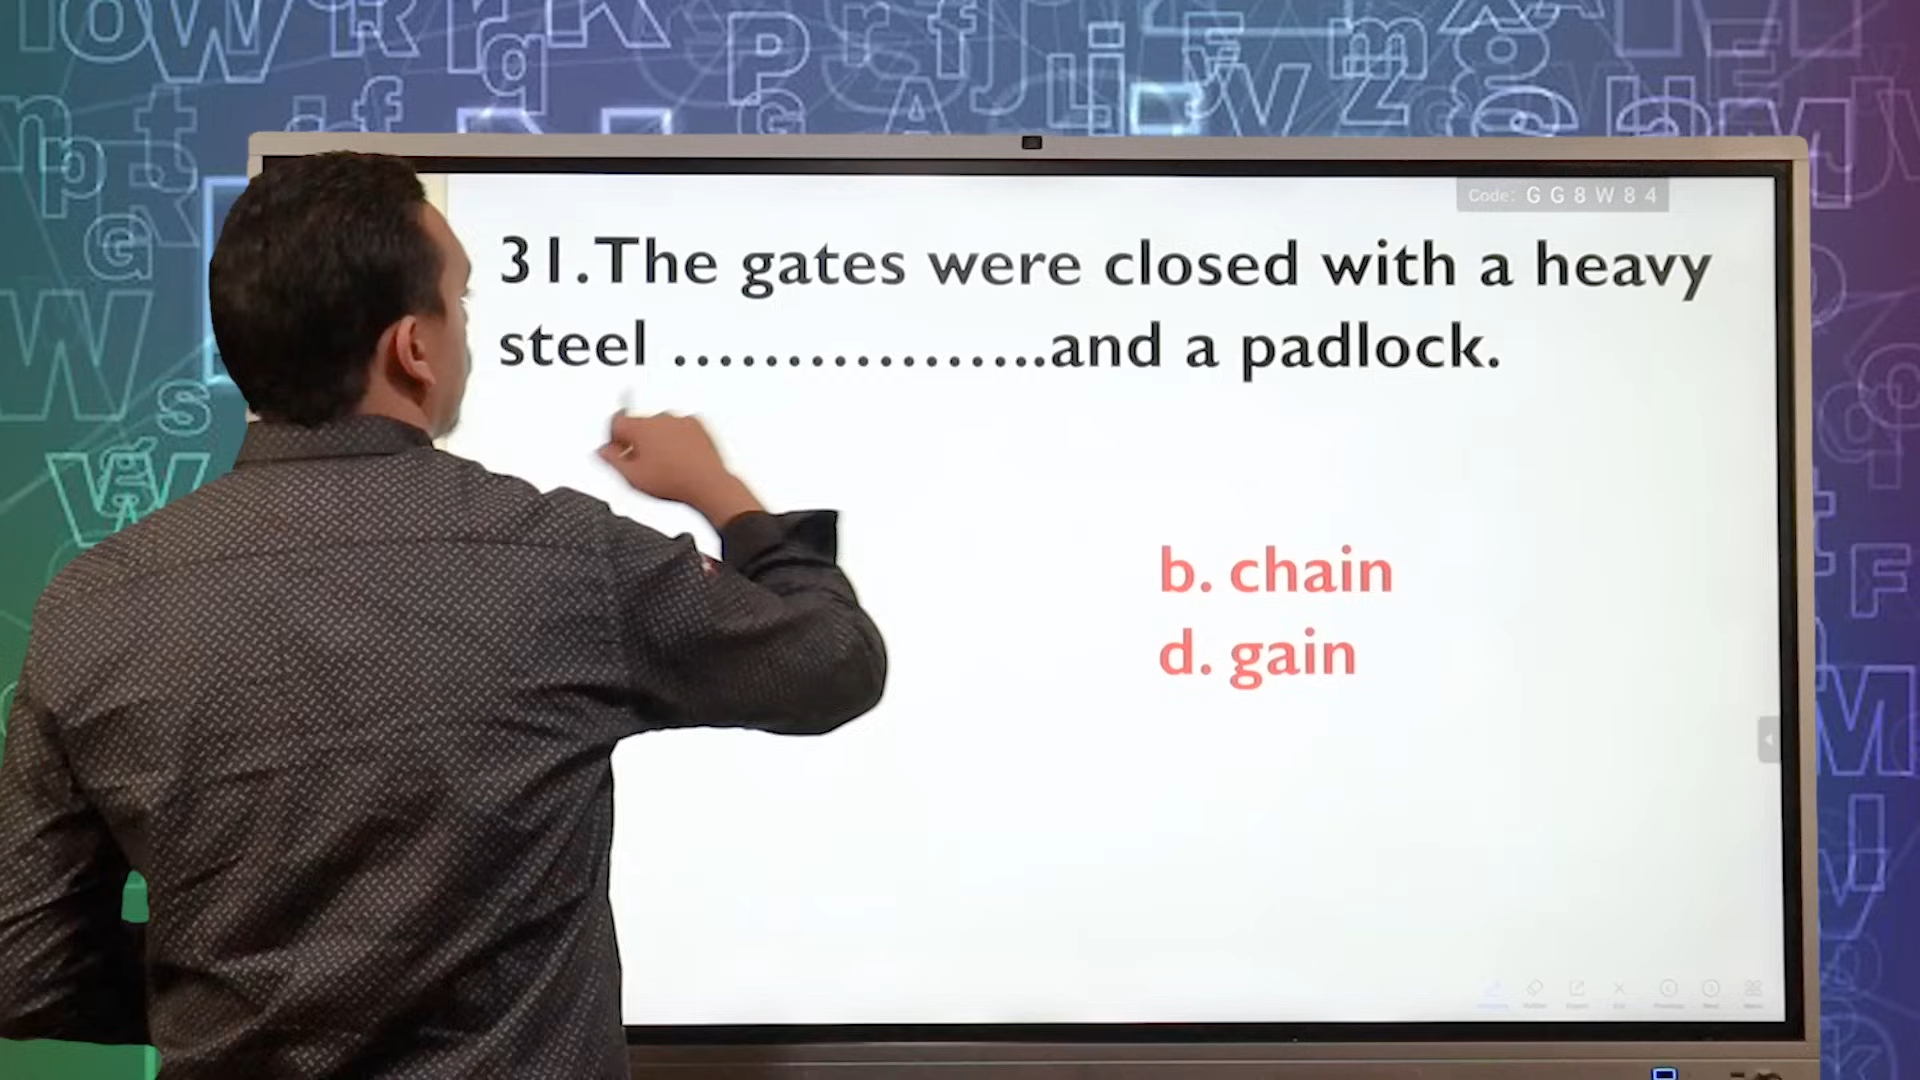 Code: GG8W84
31.The gates were closed with a heavy
steel ......................and a padlock.
b. chain
d. gain